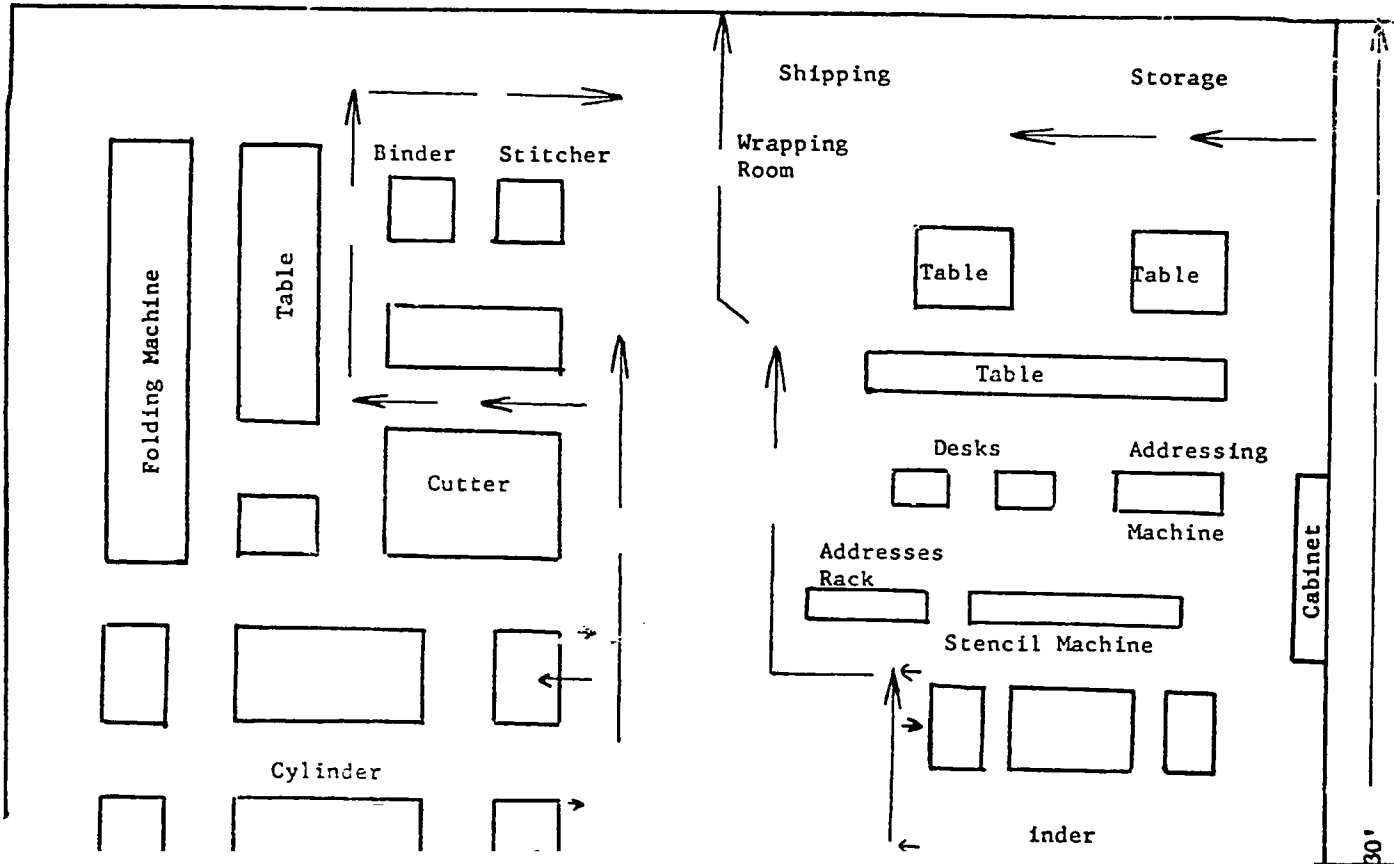 Shipping
Storage
Wrapping
Room
Binder
Stitcher
Folding Machine
Table
Table
Table
Table
Cutter
Desks
Addressing
Machine
Addresses
Rack
Cabinet
Stencil Machine
Cylinder
inder
30'